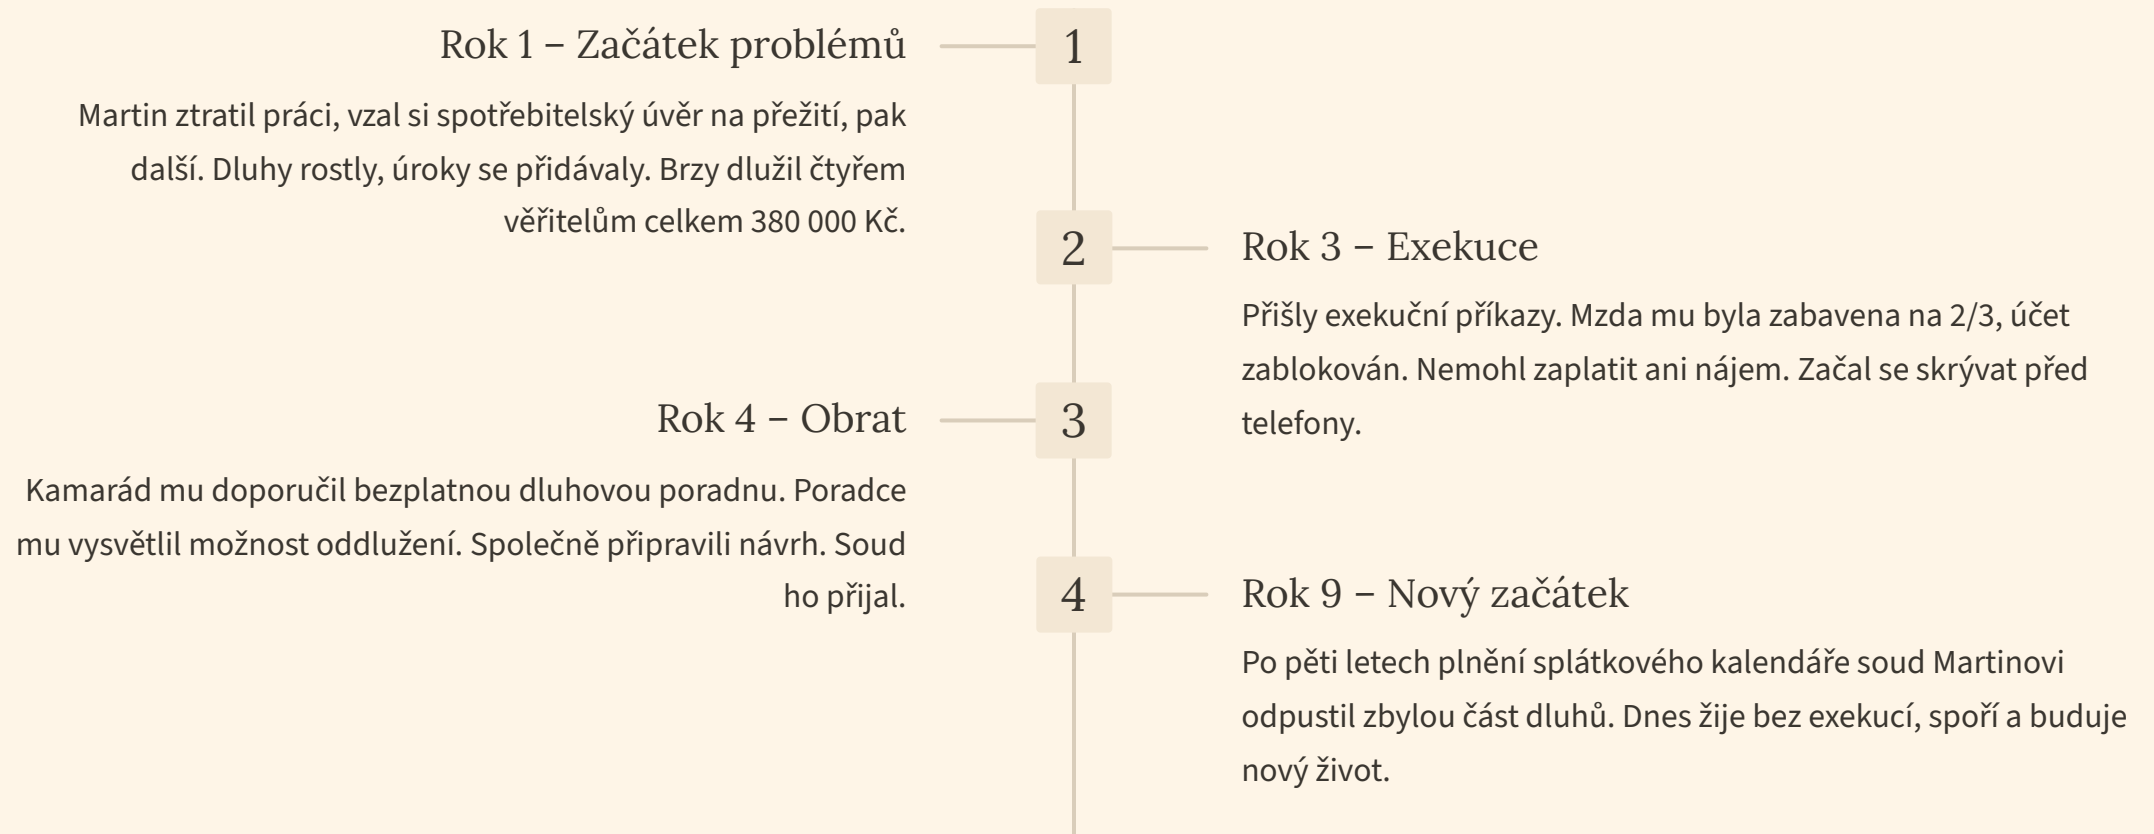 Rok 1 – Začátek problémů
1
Martin ztratil práci, vzal si spotřebitelský úvěr na přežití, pak
další. Dluhy rostly, úroky se přidávaly. Brzy dlužil čtyřem
věřitelům celkem 380 000 Kč.
2
Rok 3 – Exekuce
Přišly exekuční příkazy. Mzda mu byla zabavena na 2/3, účet
zablokován. Nemohl zaplatit ani nájem. Začal se skrývat před
telefony.
Rok 4 – Obrat
3
Kamarád mu doporučil bezplatnou dluhovou poradnu. Poradce
mu vysvětlil možnost oddlužení. Společně připravili návrh. Soud
ho přijal.
4
Rok 9 – Nový začátek
Po pěti letech plnění splátkového kalendáře soud Martinovi
odpustil zbylou část dluhů. Dnes žije bez exekucí, spoří a buduje
nový život.